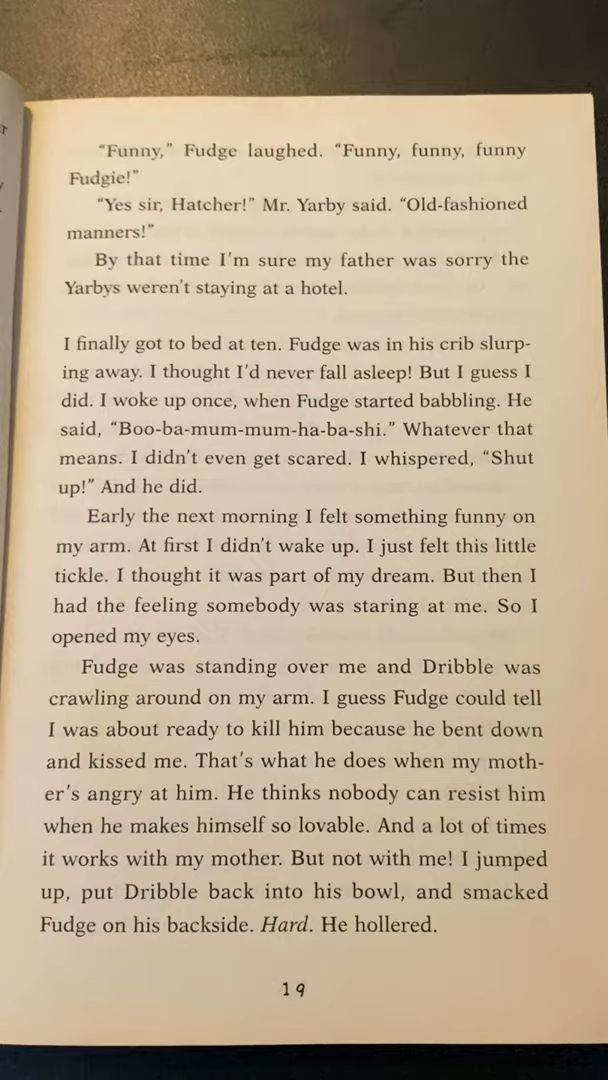 "Funny," Fudge laughed. "Funny, funny, funny
Fudgie!"
"Yes sir, Hatcher!" Mr. Yarby said. "Old-fashioned
manners!"
By that time I'm sure my father was sorry the
Yarbys weren't staying at a hotel.
I finally got to bed at ten. Fudge was in his crib slurp-
ing away. I thought I'd never fall asleep! But I guess I
did. I woke up once, when Fudge started babbling. He
said, "Boo-ba-mum-mum-ha-ba-shi." Whatever that
means. I didn't even get scared. I whispered, "Shut
up!" And he did.
Early the next morning I felt something funny on
my arm. At first I didn't wake up. I just felt this little
tickle. I thought it was part of my dream. But then I
had the feeling somebody was staring at me. So I
opened my eyes.
Fudge was standing over me and Dribble was
crawling around on my arm. I guess Fudge could tell
I was about ready to kill him because he bent down
and kissed me. That's what he does when my moth-
er's angry at him. He thinks nobody can resist him
when he makes himself so lovable. And a lot of times
it works with my mother. But not with me! I jumped
up, put Dribble back into his bowl, and smacked
Fudge on his backside. Hard. He hollered.
19